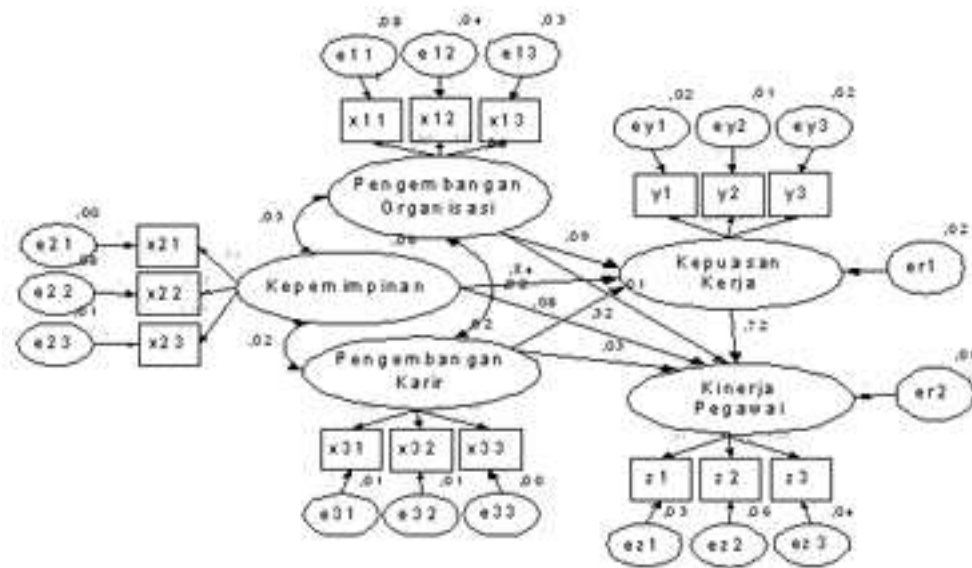 ,08 ,04 ,03
e11 e12 e13
x11 x12 x13
,02 ,01 ,02
ey1 ey2 ey3
y1 y2 y3
Pengembangan
Organisasi
,03
,00
e21 x21
e22 x22
,01
e23 x23
Kepemimpinan
,09
Kepuasan
Kerja
,02
er1
,08
,32
,02
,02
,03
,72
Pengembangan
Karir
Kinerja
Pegawai
er2
x31 x32 x33
,01 ,01 ,00
e31 e32 e33
z1 z2 z3
,03 ,06 ,04
ez1 ez2 ez3